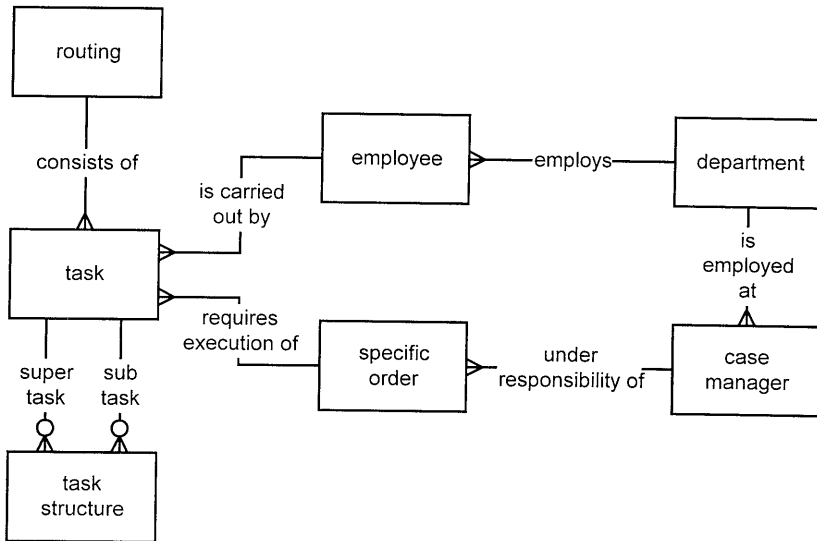 routing
consists of
employee
employs
department
is carried
out by
task
is
employed
at
requires
execution of
specific
order
under
responsibility of
case
manager
super
task
sub
task
task
structure